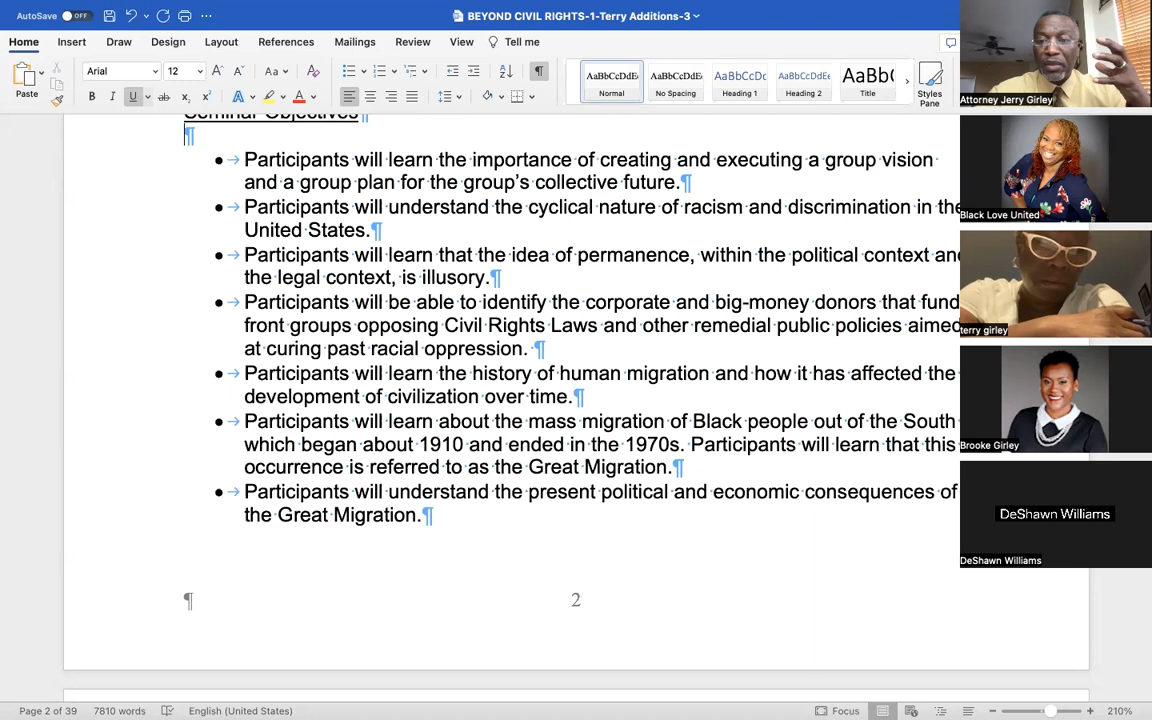 AutoSave OFF
BEYOND CIVIL RIGHTS-1-Terry Additions-3
Home Insert Draw Design Layout References Mailings Review View Tell me
Paste
Arial 12
AaBbCcDdEe AaBbCcDdEe AaBbCcDc AaBbCcDdEe AaBb(
Normal No Spacing Heading 1 Heading 2 Title
Styles Pane
Seminar Objectives¶
¶
• Participants will learn the importance of creating and executing a group vision
and a group plan for the group's collective future.¶
• Participants will understand the cyclical nature of racism and discrimination in the
United States.¶
• Participants will learn that the idea of permanence, within the political context and
the legal context, is illusory.¶
• Participants will be able to identify the corporate and big-money donors that fund
front groups opposing Civil Rights Laws and other remedial public policies aimed
at curing past racial oppression. ¶
• Participants will learn the history of human migration and how it has affected the
development of civilization over time.¶
• Participants will learn about the mass migration of Black people out of the South
which began about 1910 and ended in the 1970s. Participants will learn that this
occurrence is referred to as the Great Migration.¶
• Participants will understand the present political and economic consequences of
the Great Migration.¶
¶ 2
Page 2 of 39 7810 words English (United States) Focus 210%
Attorney Jerry Girley
Black Love United
terry girley
Brooke Girley
DeShawn Williams
DeShawn Williams